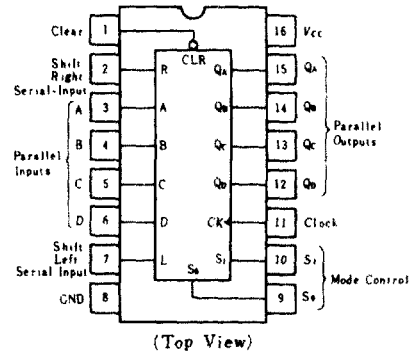 Clear 1 16 Vcc
CLR
Shift Right Serial-Input 2 R QA 15 QA
A 3 A QB 14 QB
Parallel Inputs
Parallel Outputs
B 4 B QC 13 QC
C 5 C QD 12 QD
D 6 D CK 11 Clock
Shift Left Serial Input 7 L S1 10 S1
S0
Mode Control
GND 8 9 S0
(Top View)